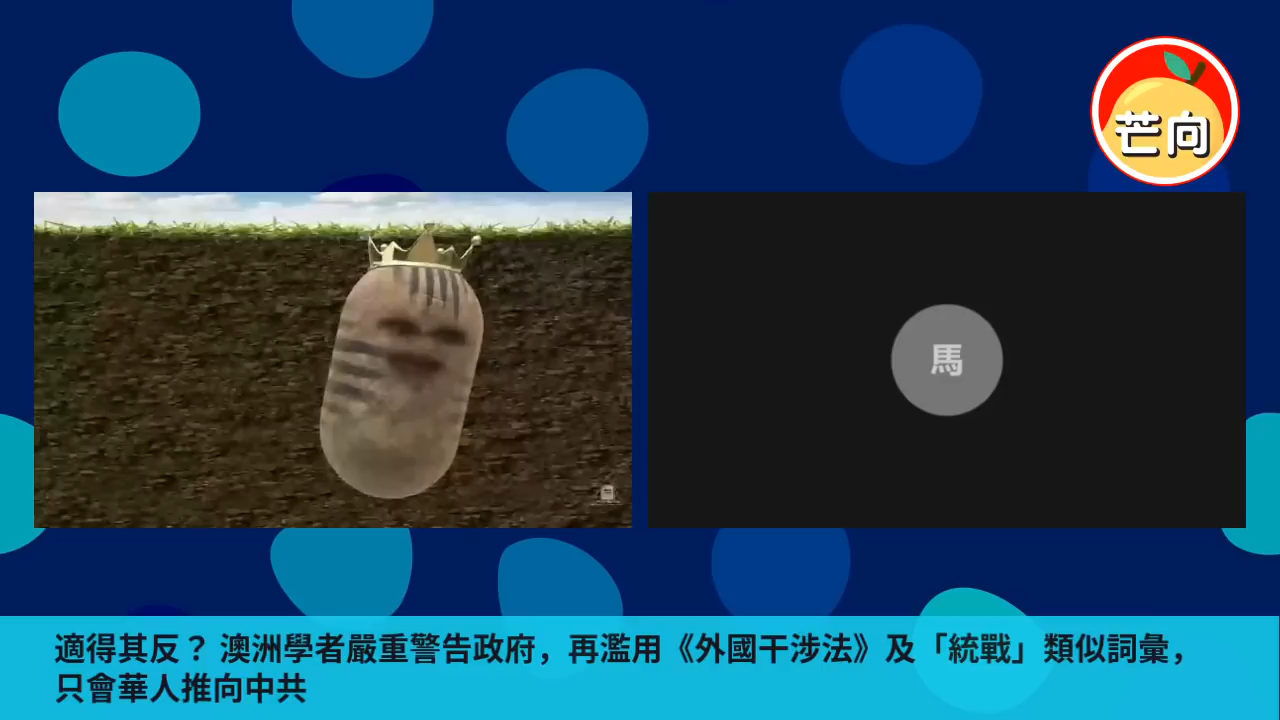 芒向
馬
適得其反？ 澳洲學者嚴重警告政府，再濫用《外國干涉法》及「統戰」類似詞彙，
只會華人推向中共